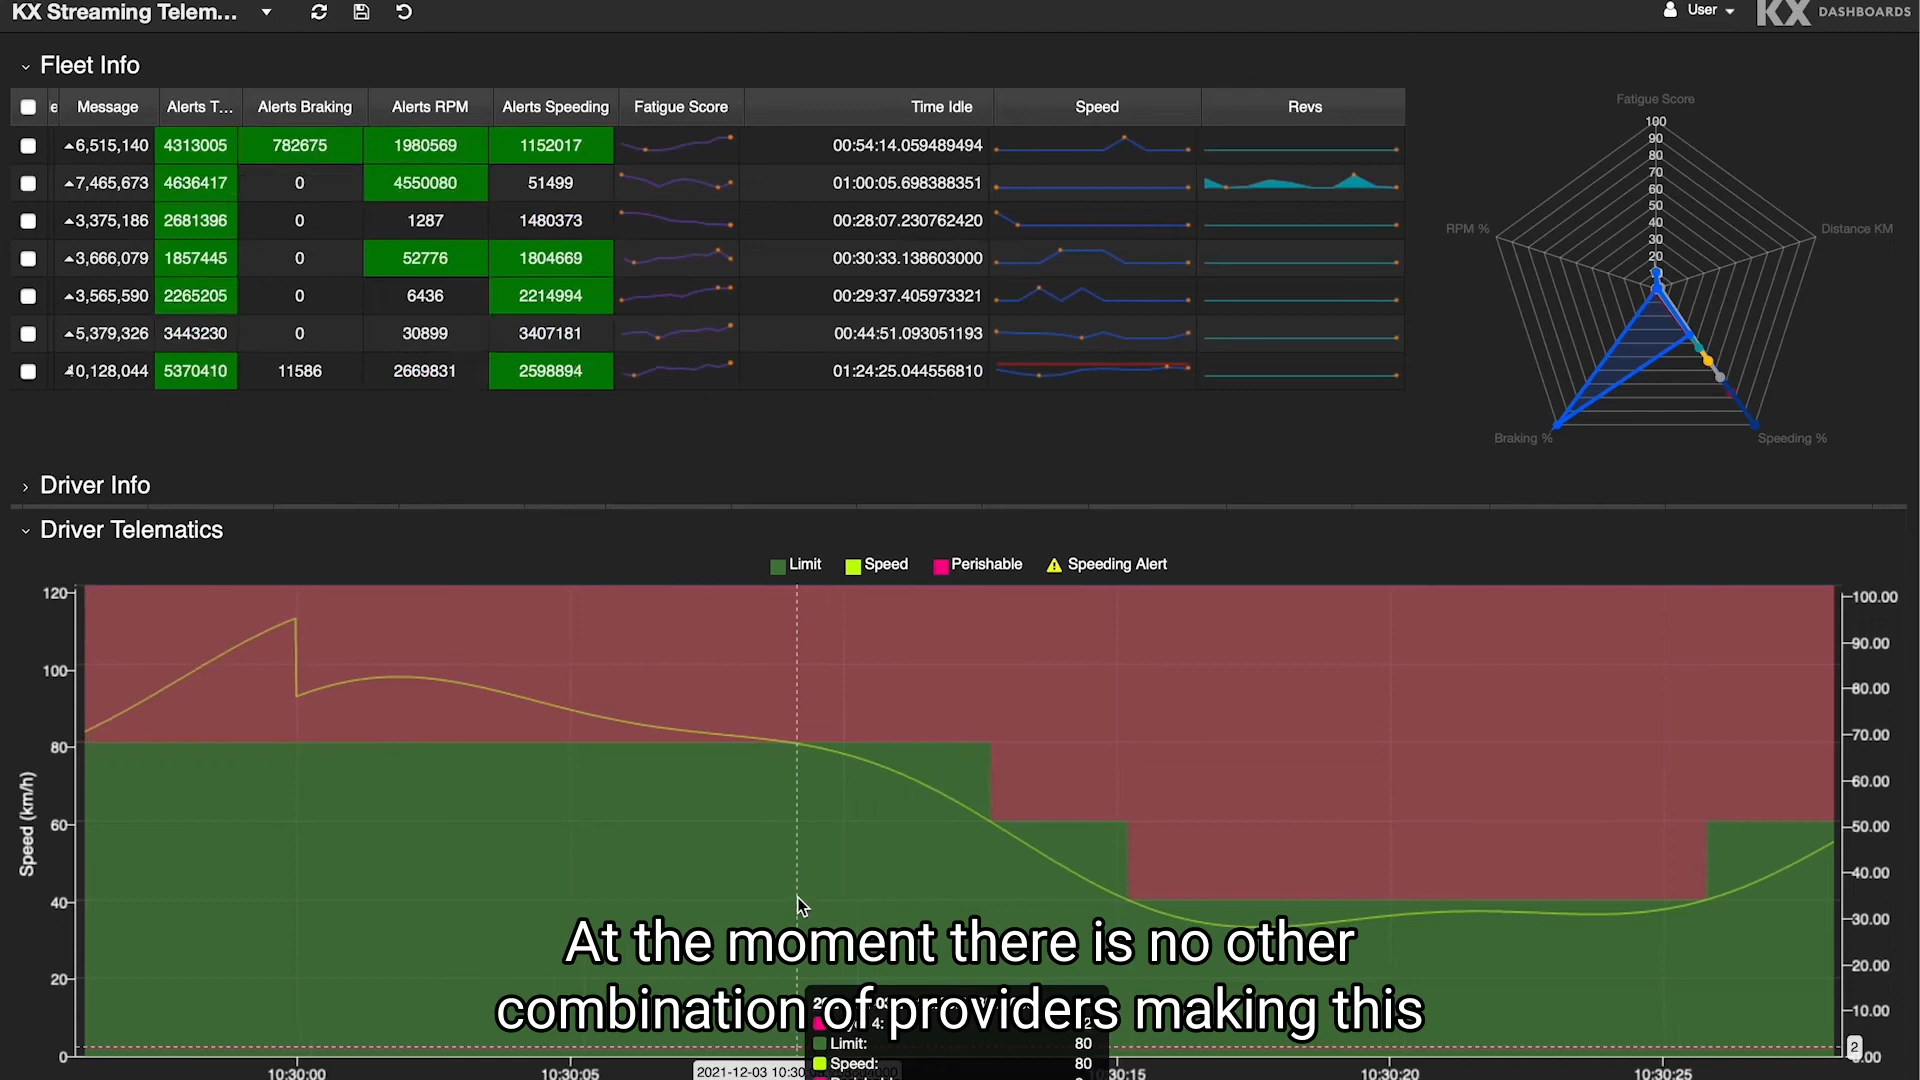 KX Streaming Telem...
User
KX DASHBOARDS
Fleet Info
e Message Alerts T... Alerts Braking Alerts RPM Alerts Speeding Fatigue Score Time Idle Speed Revs
6,515,140 4313005 782675 1980569 1152017 00:54:14.059489494
7,465,673 4636417 0 4550080 51499 01:00:05.698388351
3,375,186 2681396 0 1287 1480373 00:28:07.230762420
3,666,079 1857445 0 52776 1804669 00:30:33.138603000
3,565,590 2265205 0 6436 2214994 00:29:37.405973321
5,379,326 3443230 0 30899 3407181 00:44:51.093051193
0,128,044 5370410 11586 2669831 2598894 01:24:25.044556810
Fatigue Score
100
90
80
70
60
50
40
30
20
RPM %
Distance KM
Braking %
Speeding %
Driver Info
Driver Telematics
Limit Speed Perishable Speeding Alert
120
100
80
60
40
20
0
Speed (km/h)
100.00
90.00
80.00
70.00
60.00
50.00
40.00
30.00
20.00
10.00
2
At the moment there is no other
combination of providers making this
Limit: 80
Speed: 80
10:30:00 10:30:05 2021-12-03 10:30 10:30:15 10:30:20 10:30:25